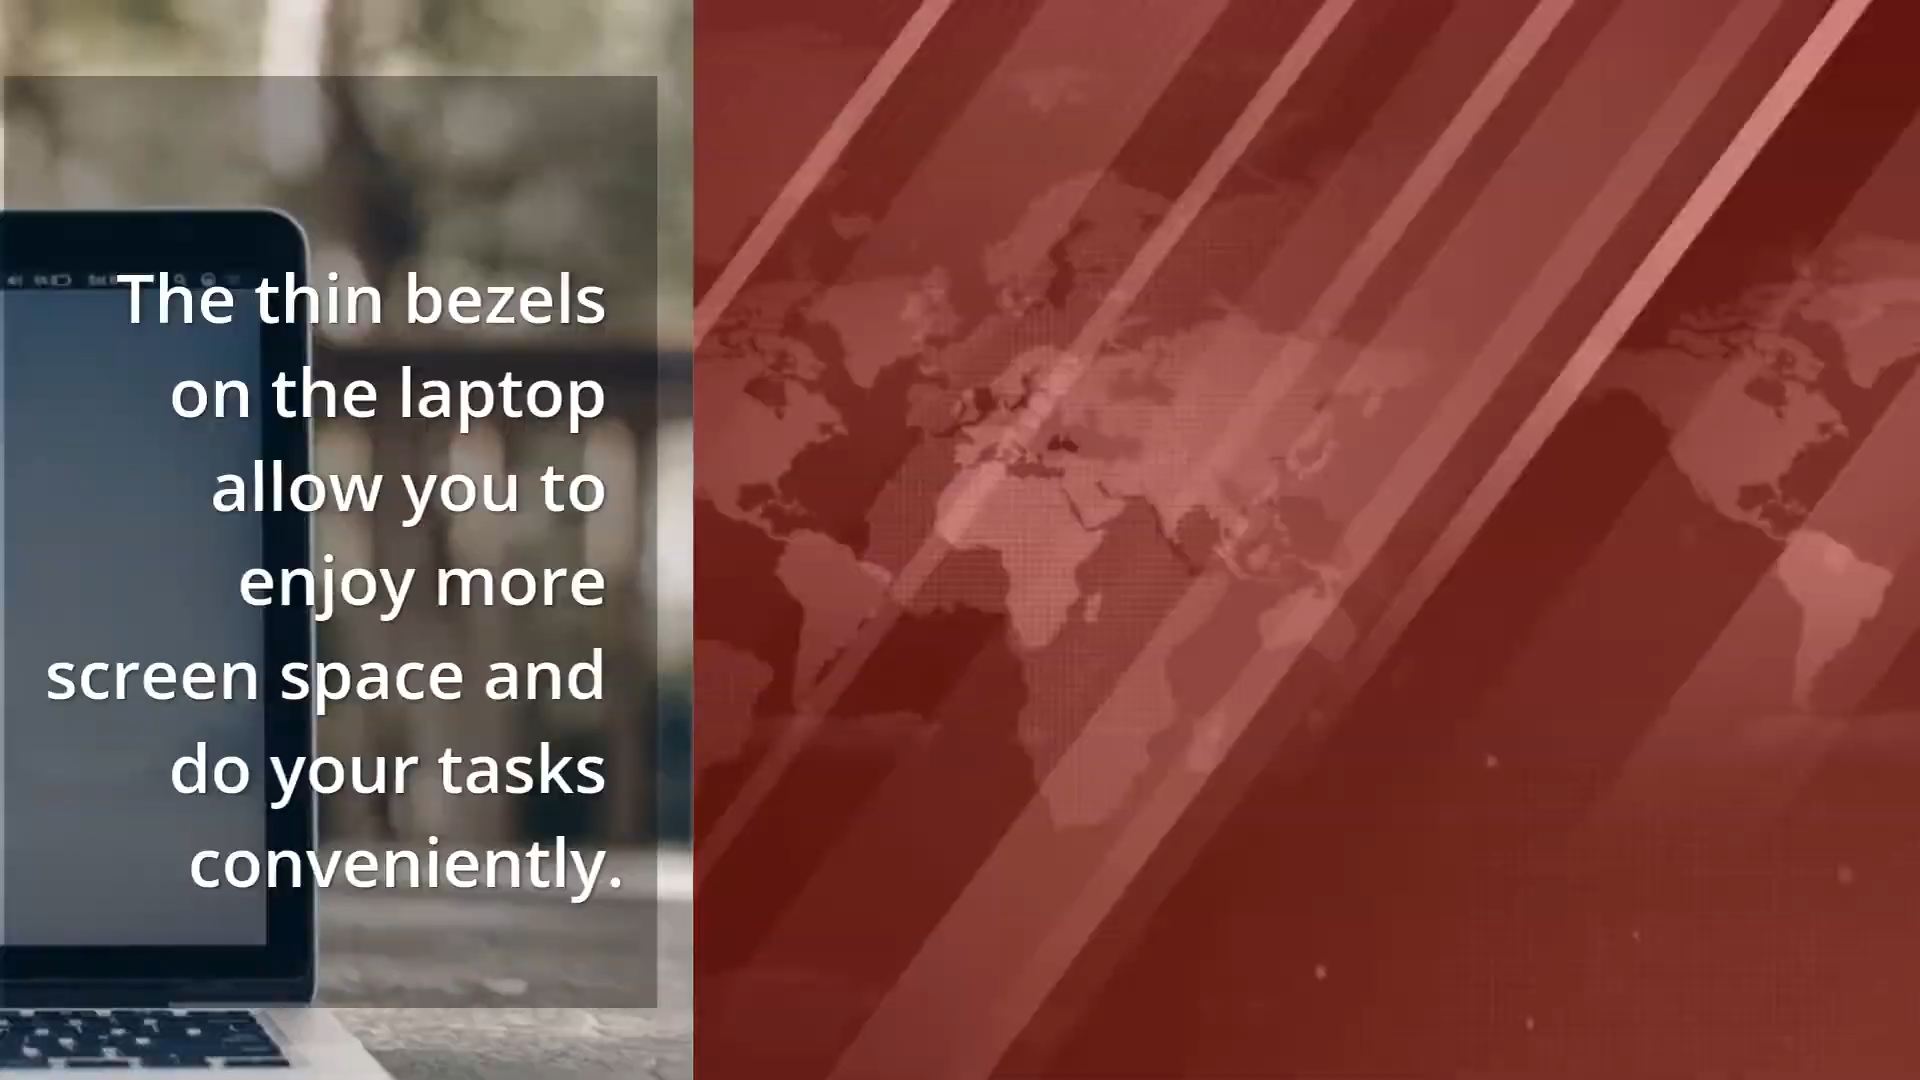 The thin bezels
on the laptop
allow you to
enjoy more
screen space and
do your tasks
conveniently.